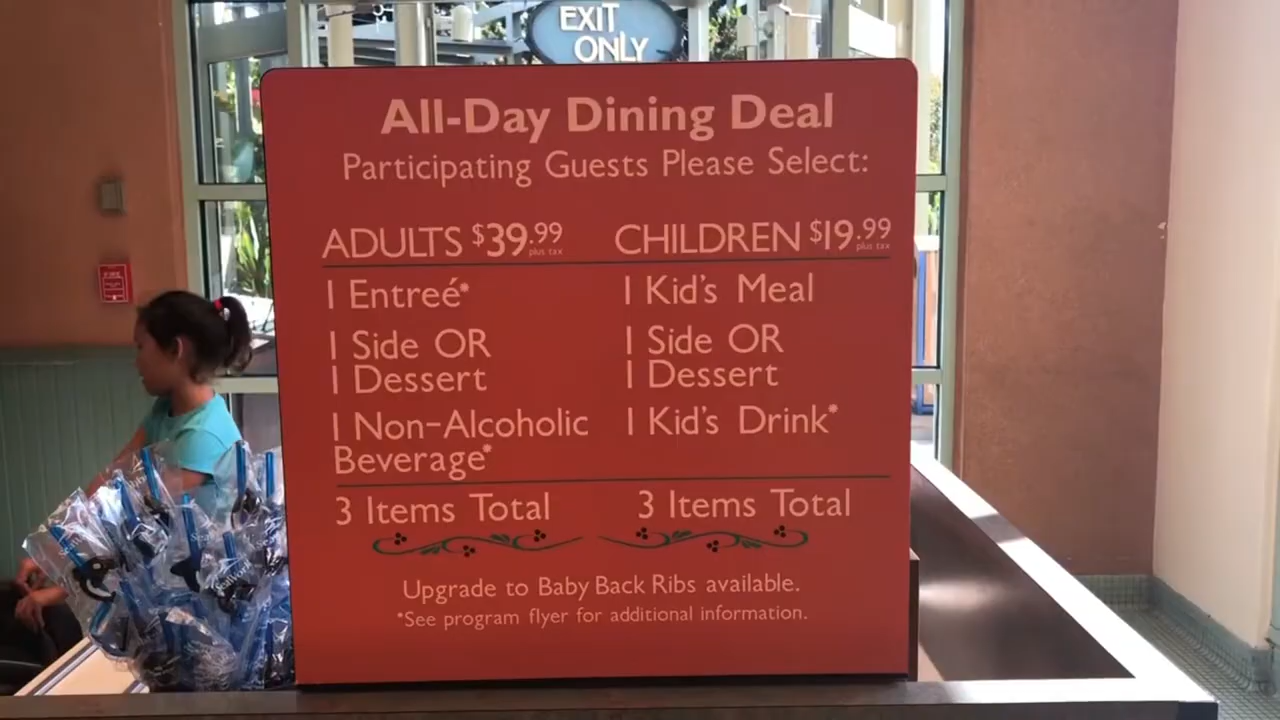 EXIT
ONLY
All-Day Dining Deal
Participating Guests Please Select:
ADULTS $39.99 plus tax
CHILDREN $19.99 plus tax
1 Entreé*
1 Kid's Meal
1 Side OR
1 Dessert
1 Side OR
1 Dessert
1 Non-Alcoholic
Beverage*
1 Kid's Drink*
3 Items Total
3 Items Total
Upgrade to Baby Back Ribs available.
*See program flyer for additional information.